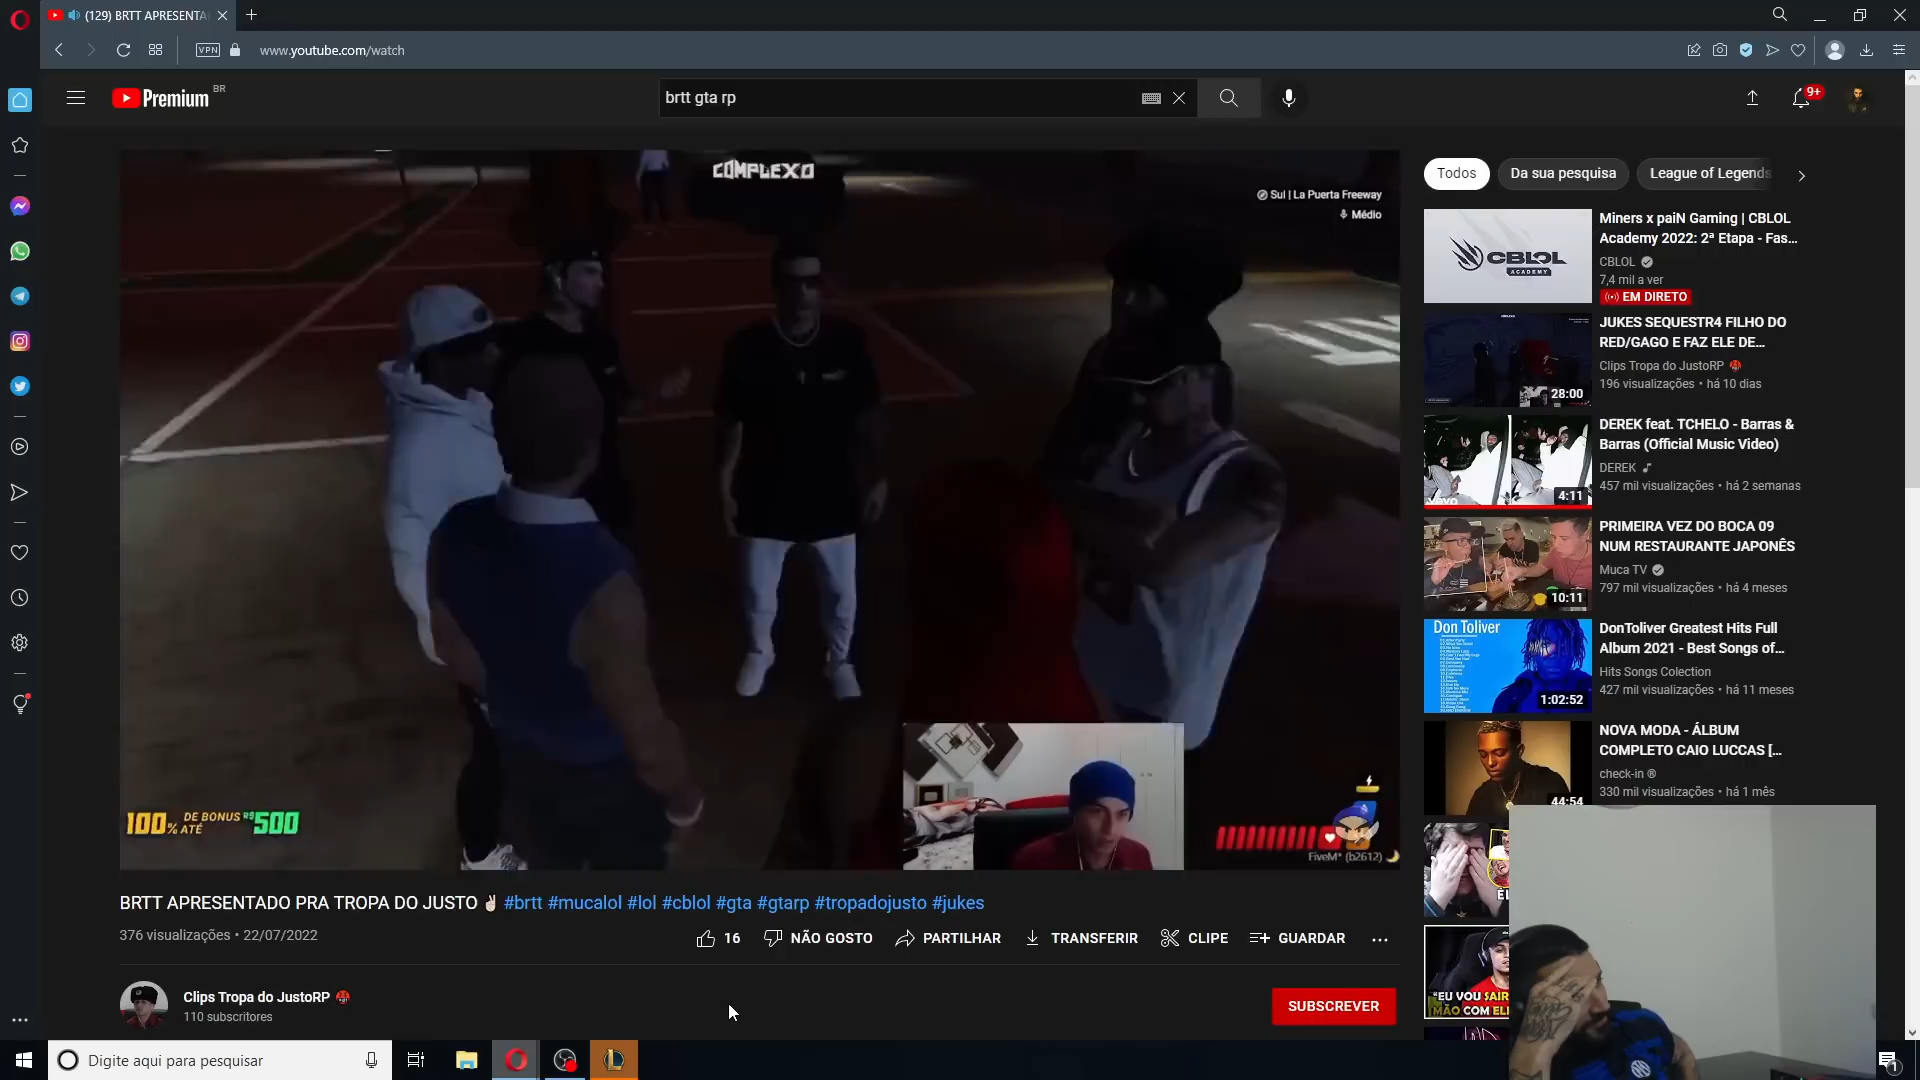 (129) BRTT APRESENTA
VPN
www.youtube.com/watch
Premium
BR
brtt gta rp
9+
COMPLEXO
Sul | La Puerta Freeway
Médio
100% DE BONUS ATÉ R$500
FiveM* (b2612)
BRTT APRESENTADO PRA TROPA DO JUSTO ✌🏻 #brtt #mucalol #lol #cblol #gta #gtarp #tropadojusto #jukes
376 visualizações • 22/07/2022
16
NÃO GOSTO
PARTILHAR
TRANSFERIR
CLIPE
GUARDAR
Clips Tropa do JustoRP
110 subscritores
SUBSCREVER
Todos
Da sua pesquisa
League of Legends
CBLOL
ACADEMY
Miners x paiN Gaming | CBLOL
Academy 2022: 2ª Etapa - Fas...
CBLOL
7,4 mil a ver
EM DIRETO
28:00
JUKES SEQUESTR4 FILHO DO
RED/GAGO E FAZ ELE DE...
Clips Tropa do JustoRP
196 visualizações • há 10 dias
vevo
4:11
DEREK feat. TCHELO - Barras &
Barras (Official Music Video)
DEREK
457 mil visualizações • há 2 semanas
10:11
PRIMEIRA VEZ DO BOCA 09
NUM RESTAURANTE JAPONÊS
Muca TV
797 mil visualizações • há 4 meses
Don Toliver
1:02:52
DonToliver Greatest Hits Full
Album 2021 - Best Songs of...
Hits Songs Colection
427 mil visualizações • há 11 meses
44:54
NOVA MODA - ÁLBUM
COMPLETO CAIO LUCCAS [...
check-in ®
330 mil visualizações • há 1 mês
"EU VOU SAIR
MÃO COM ELE
Digite aqui para pesquisar
1